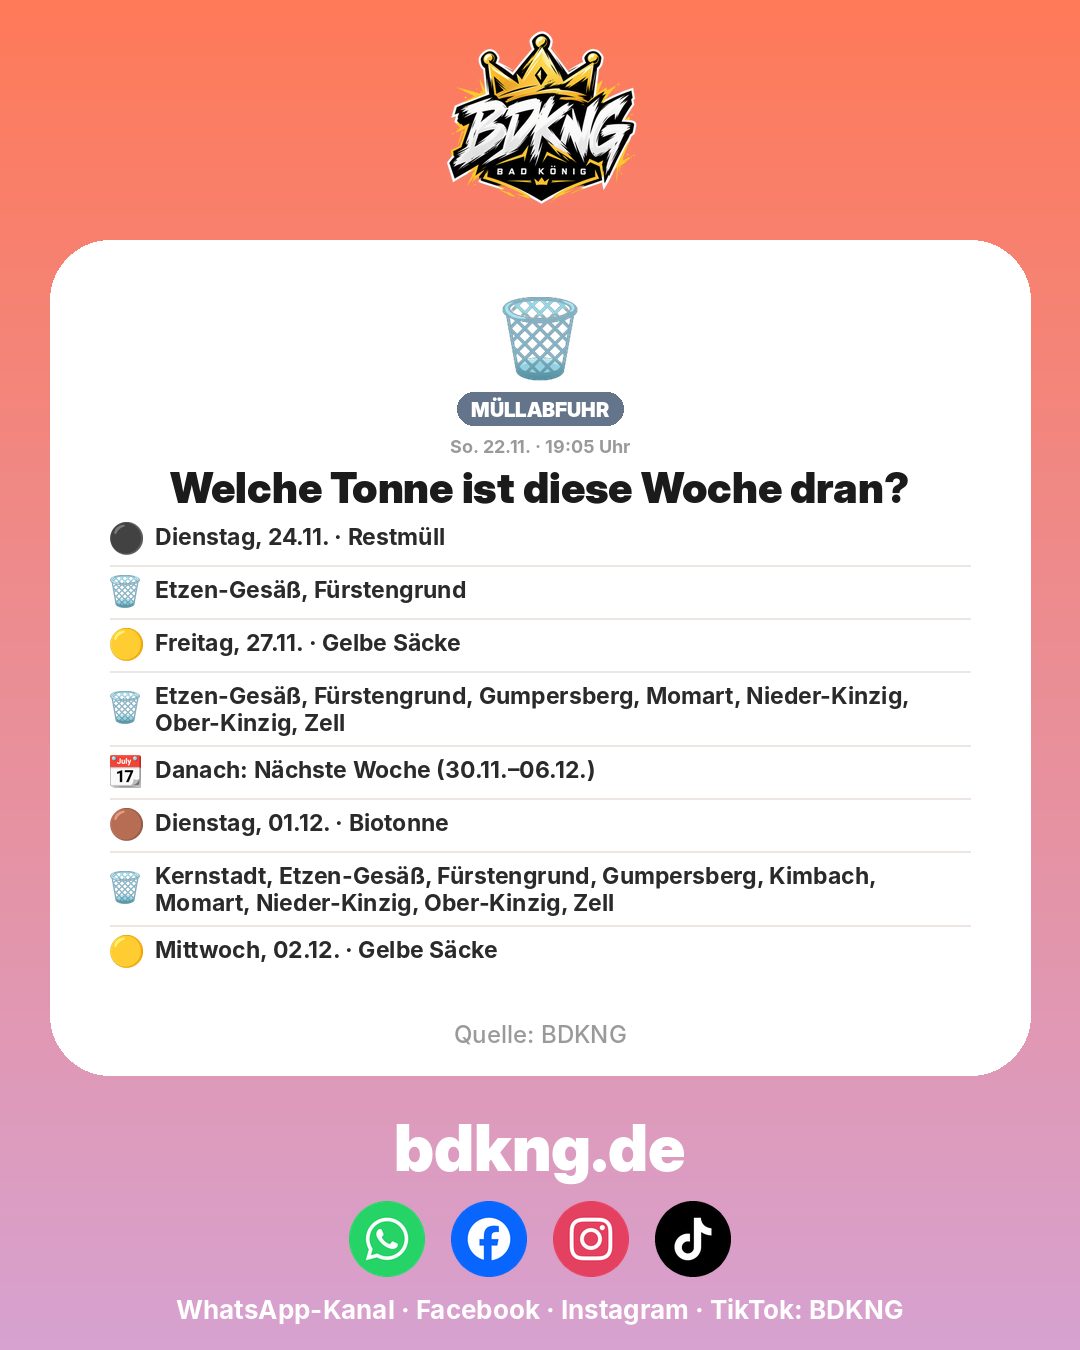 BDKNG
BAD KÖNIG
MÜLLABFUHR
So. 22.11. · 19:05 Uhr
Welche Tonne ist diese Woche dran?
Dienstag, 24.11. · Restmüll
Etzen-Gesäß, Fürstengrund
Freitag, 27.11. · Gelbe Säcke
Etzen-Gesäß, Fürstengrund, Gumpersberg, Momart, Nieder-Kinzig,
Ober-Kinzig, Zell
July
17
Danach: Nächste Woche (30.11.–06.12.)
Dienstag, 01.12. · Biotonne
Kernstadt, Etzen-Gesäß, Fürstengrund, Gumpersberg, Kimbach,
Momart, Nieder-Kinzig, Ober-Kinzig, Zell
Mittwoch, 02.12. · Gelbe Säcke
Quelle: BDKNG
bdkng.de
WhatsApp-Kanal · Facebook · Instagram · TikTok: BDKNG